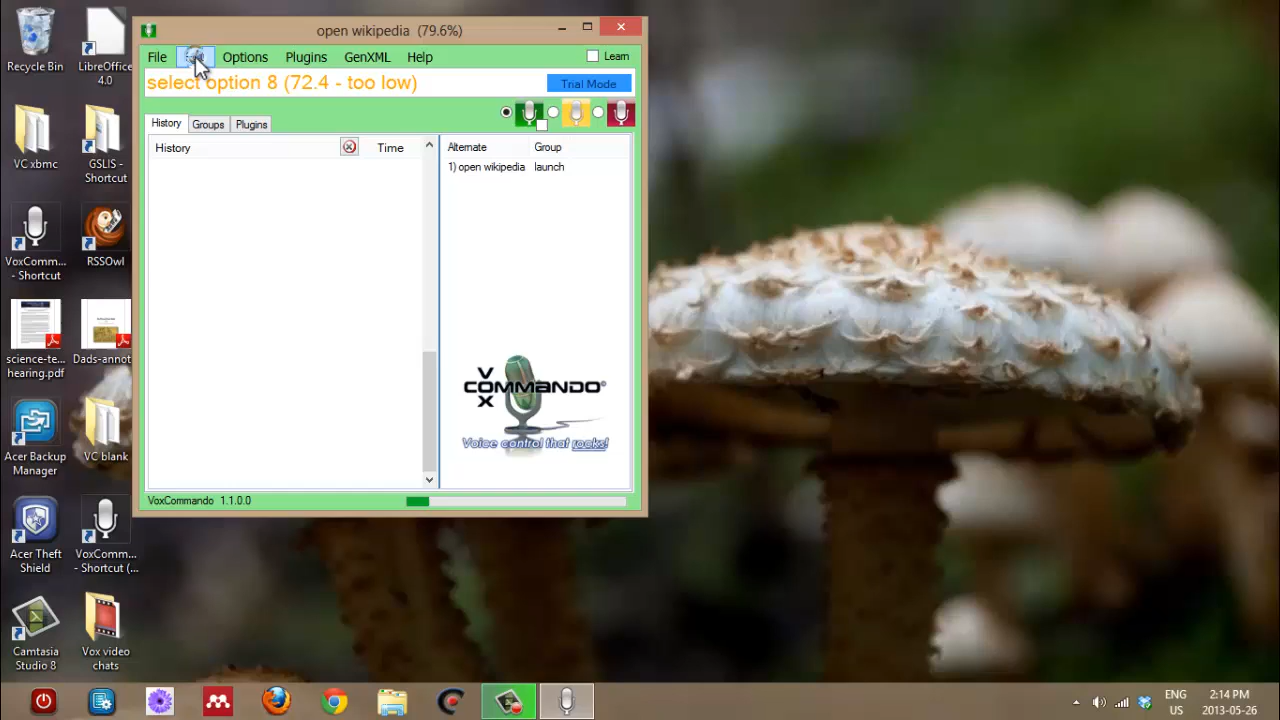 open wikipedia (79.6%)
File
Options
Plugins
GenXML
Help
Learn
select option 8 (72.4 - too low)
Trial Mode
History
Groups
Plugins
History
Time
Alternate
Group
1) open wikipedia
launch
VOX
COMMANDO
Voice control that rocks!
VoxCommando 1.1.0.0
Recycle Bin
LibreOffice
4.0
VC xbmc
GSLIS -
Shortcut
VoxComm...
- Shortcut
RSSOwl
science-te...
hearing.pdf
Dads-annot...
Acer Backup
Manager
VC blank
Acer Theft
Shield
VoxComm...
- Shortcut (...
Camtasia
Studio 8
Vox video
chats
ENG
US
2:14 PM
2013-05-26